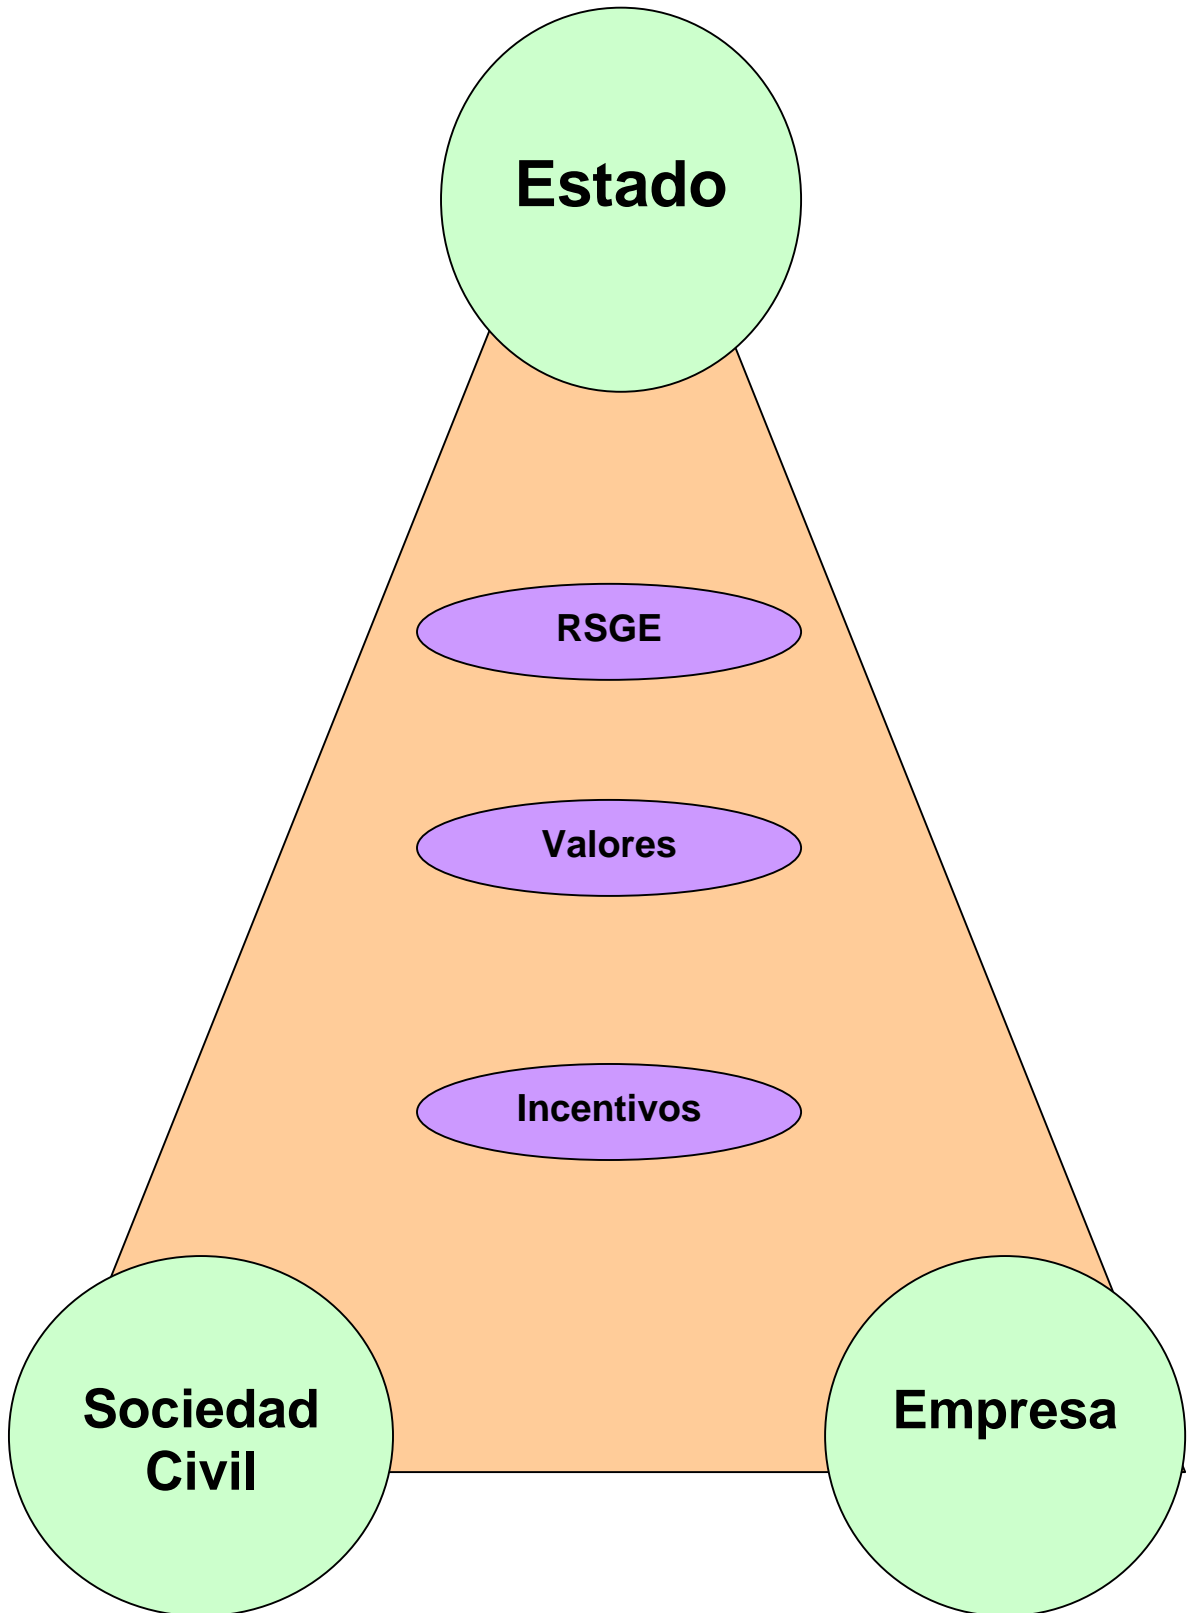 Estado
RSGE
Valores
Incentivos
Sociedad
Civil
Empresa